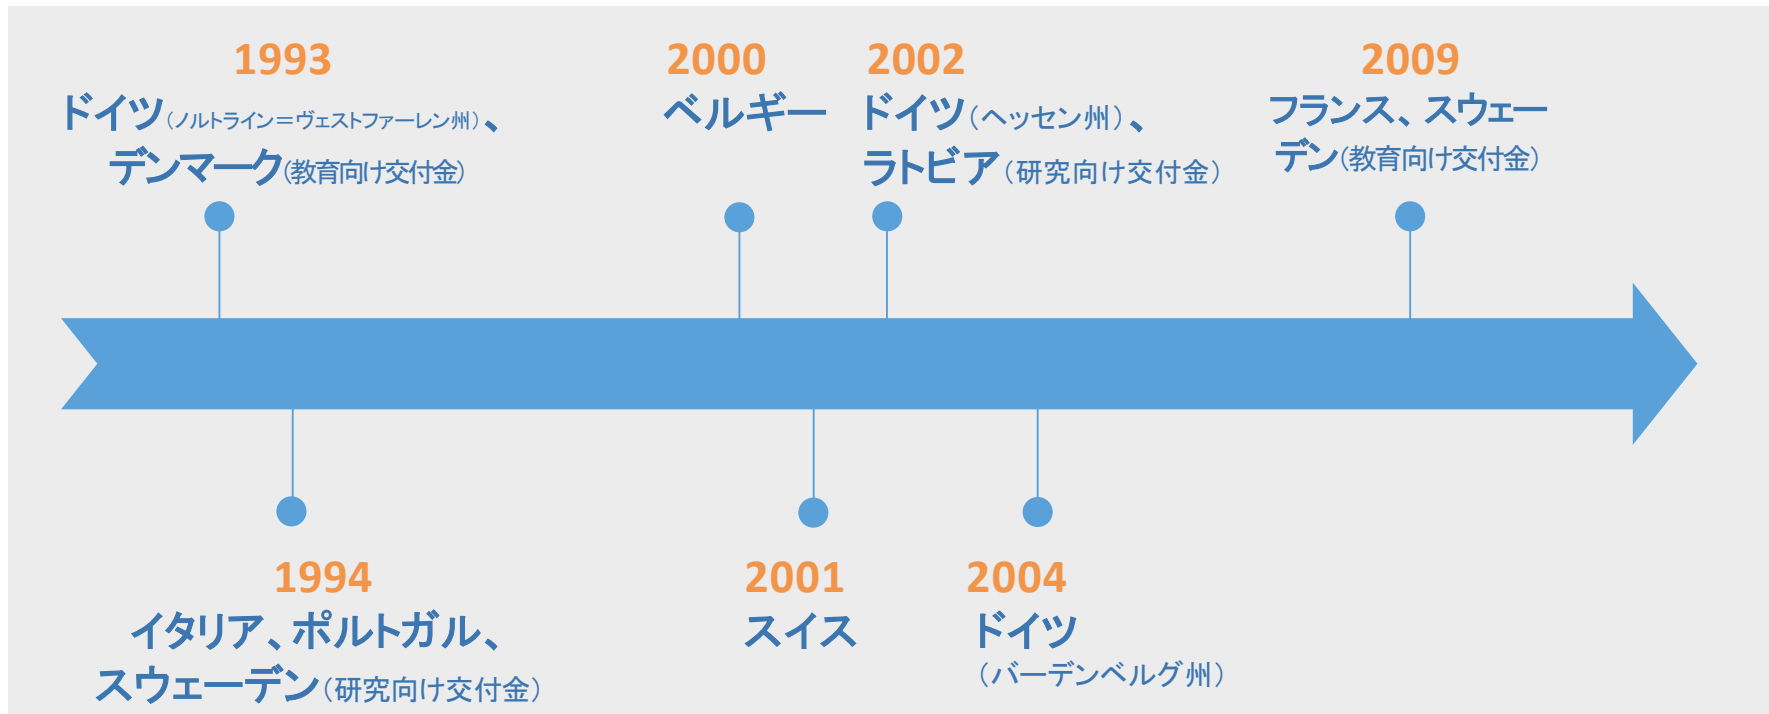 1993
ドイツ(ノルトライン＝ヴェストファーレン州)、
デンマーク(教育向け交付金)
2000
ベルギー
2002
ドイツ(ヘッセン州)、
ラトビア(研究向け交付金)
2009
フランス、スウェー
デン(教育向け交付金)
1994
イタリア、ポルトガル、
スウェーデン(研究向け交付金)
2001
スイス
2004
ドイツ
(バーデンベルグ州)